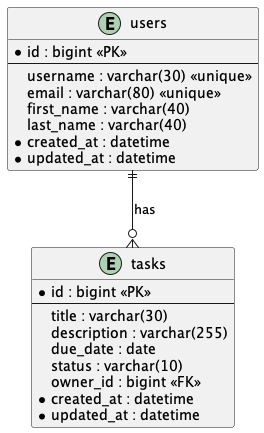 E users
* id : bigint «PK»
username : varchar(30) «unique»
email : varchar(80) «unique»
first_name : varchar(40)
last_name : varchar(40)
* created_at : datetime
* updated_at : datetime
has
E tasks
* id : bigint «PK»
title : varchar(30)
description : varchar(255)
due_date : date
status : varchar(10)
owner_id : bigint «FK»
* created_at : datetime
* updated_at : datetime